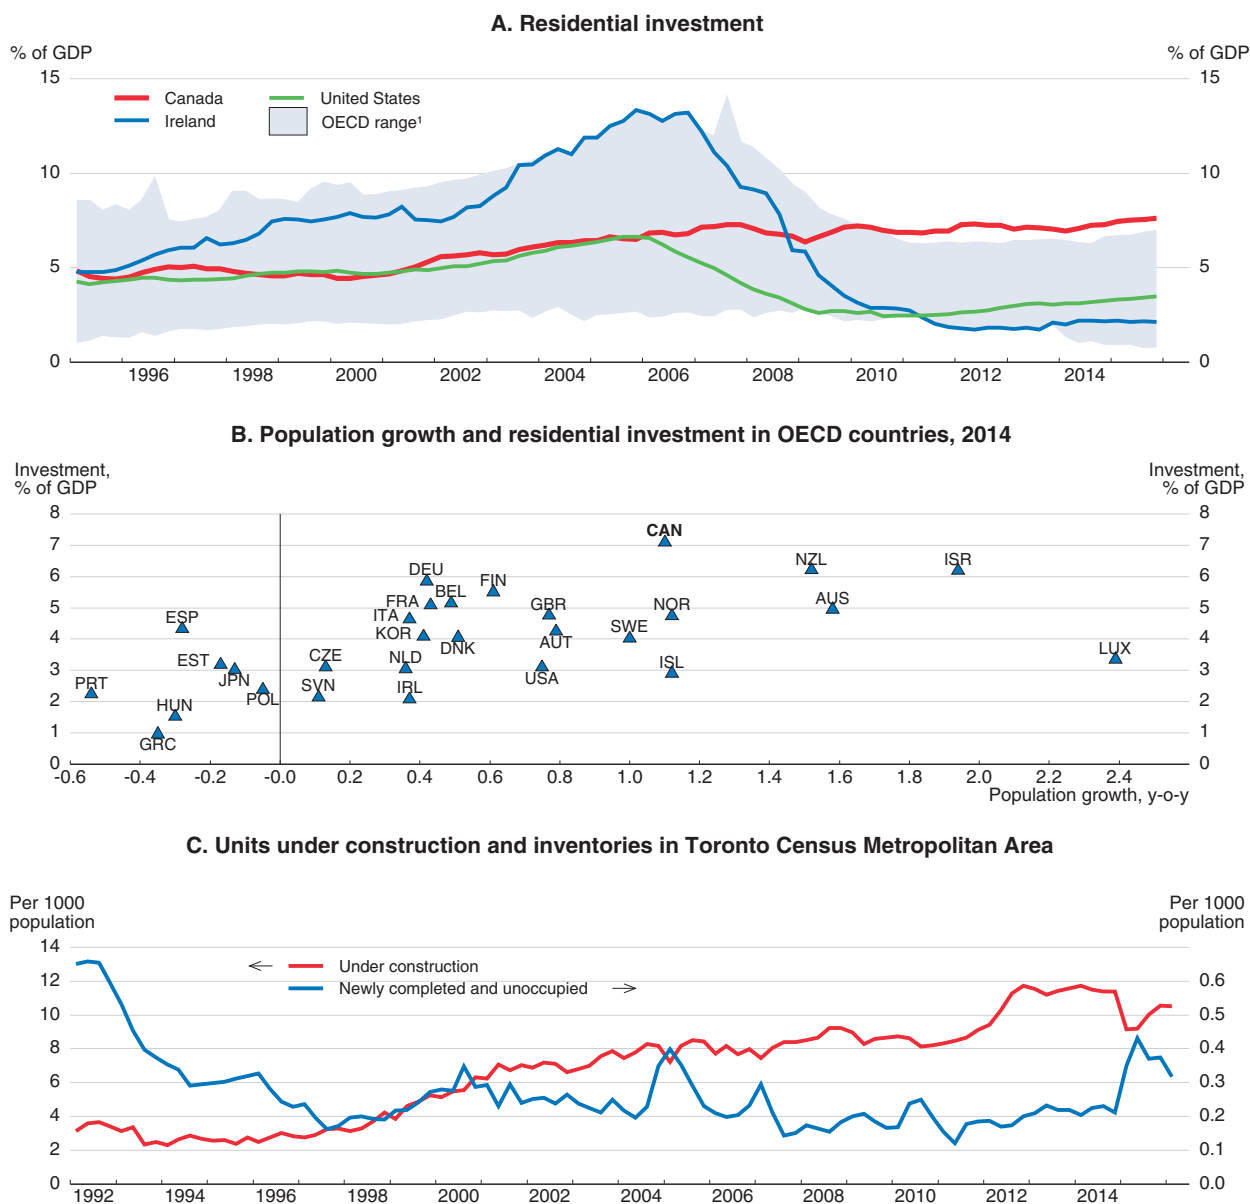 A. Residential investment
% of GDP % of GDP
15 15
Canada United States
Ireland OECD range¹
10 10
5 5
0 0
1996 1998 2000 2002 2004 2006 2008 2010 2012 2014
B. Population growth and residential investment in OECD countries, 2014
Investment, Investment,
% of GDP % of GDP
8 8
CAN
7 7
NZL ISR
DEU
6 6
FIN
BEL
FRA
AUS
GBR NOR
5 5
ESP ITA
SWE
KOR
4 4
AUT
DNK
LUX
CZE NLD
EST ISL
3 3
JPN USA
PRT SVN IRL
POL
2 2
HUN
1 1
GRC
0 0
-0.6 -0.4 -0.2 -0.0 0.2 0.4 0.6 0.8 1.0 1.2 1.4 1.6 1.8 2.0 2.2 2.4
Population growth, y-o-y
C. Units under construction and inventories in Toronto Census Metropolitan Area
Per 1000 Per 1000
population population
14 0.7
← Under construction
Newly completed and unoccupied →
12 0.6
10 0.5
8 0.4
6 0.3
4 0.2
2 0.1
0 0.0
1992 1994 1996 1998 2000 2002 2004 2006 2008 2010 2012 2014